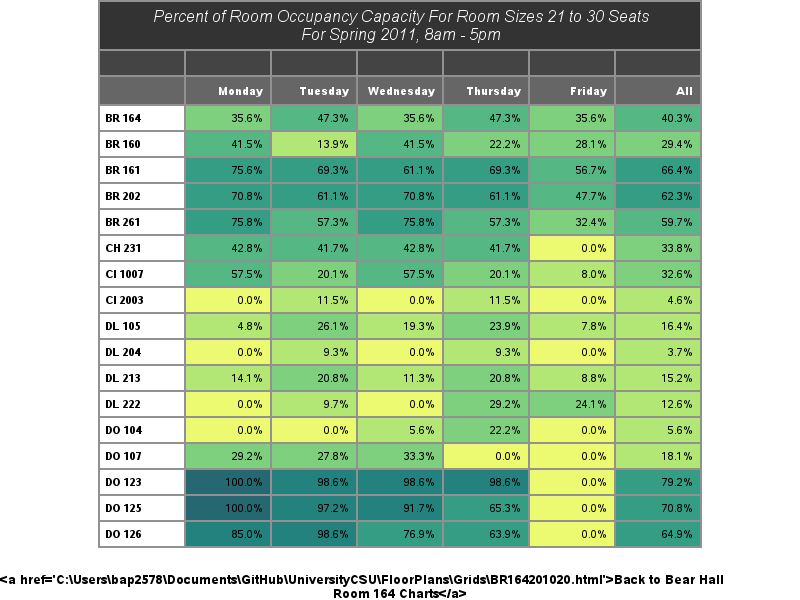 Percent of Room Occupancy Capacity For Room Sizes 21 to 30 Seats
For Spring 2011, 8am - 5pm
Monday Tuesday Wednesday Thursday Friday All
BR 164 35.6% 47.3% 35.6% 47.3% 35.6% 40.3%
BR 160 41.5% 13.9% 41.5% 22.2% 28.1% 29.4%
BR 161 75.6% 69.3% 61.1% 69.3% 56.7% 66.4%
BR 202 70.8% 61.1% 70.8% 61.1% 47.7% 62.3%
BR 261 75.8% 57.3% 75.8% 57.3% 32.4% 59.7%
CH 231 42.8% 41.7% 42.8% 41.7% 0.0% 33.8%
CI 1007 57.5% 20.1% 57.5% 20.1% 8.0% 32.6%
CI 2003 0.0% 11.5% 0.0% 11.5% 0.0% 4.6%
DL 105 4.8% 26.1% 19.3% 23.9% 7.8% 16.4%
DL 204 0.0% 9.3% 0.0% 9.3% 0.0% 3.7%
DL 213 14.1% 20.8% 11.3% 20.8% 8.8% 15.2%
DL 222 0.0% 9.7% 0.0% 29.2% 24.1% 12.6%
DO 104 0.0% 0.0% 5.6% 22.2% 0.0% 5.6%
DO 107 29.2% 27.8% 33.3% 0.0% 0.0% 18.1%
DO 123 100.0% 98.6% 98.6% 98.6% 0.0% 79.2%
DO 125 100.0% 97.2% 91.7% 65.3% 0.0% 70.8%
DO 126 85.0% 98.6% 76.9% 63.9% 0.0% 64.9%
<a href='C:\Users\bap2578\Documents\GitHub\UniversityCSU\FloorPlans\Grids\BR164201020.html'>Back to Bear Hall
Room 164 Charts</a>